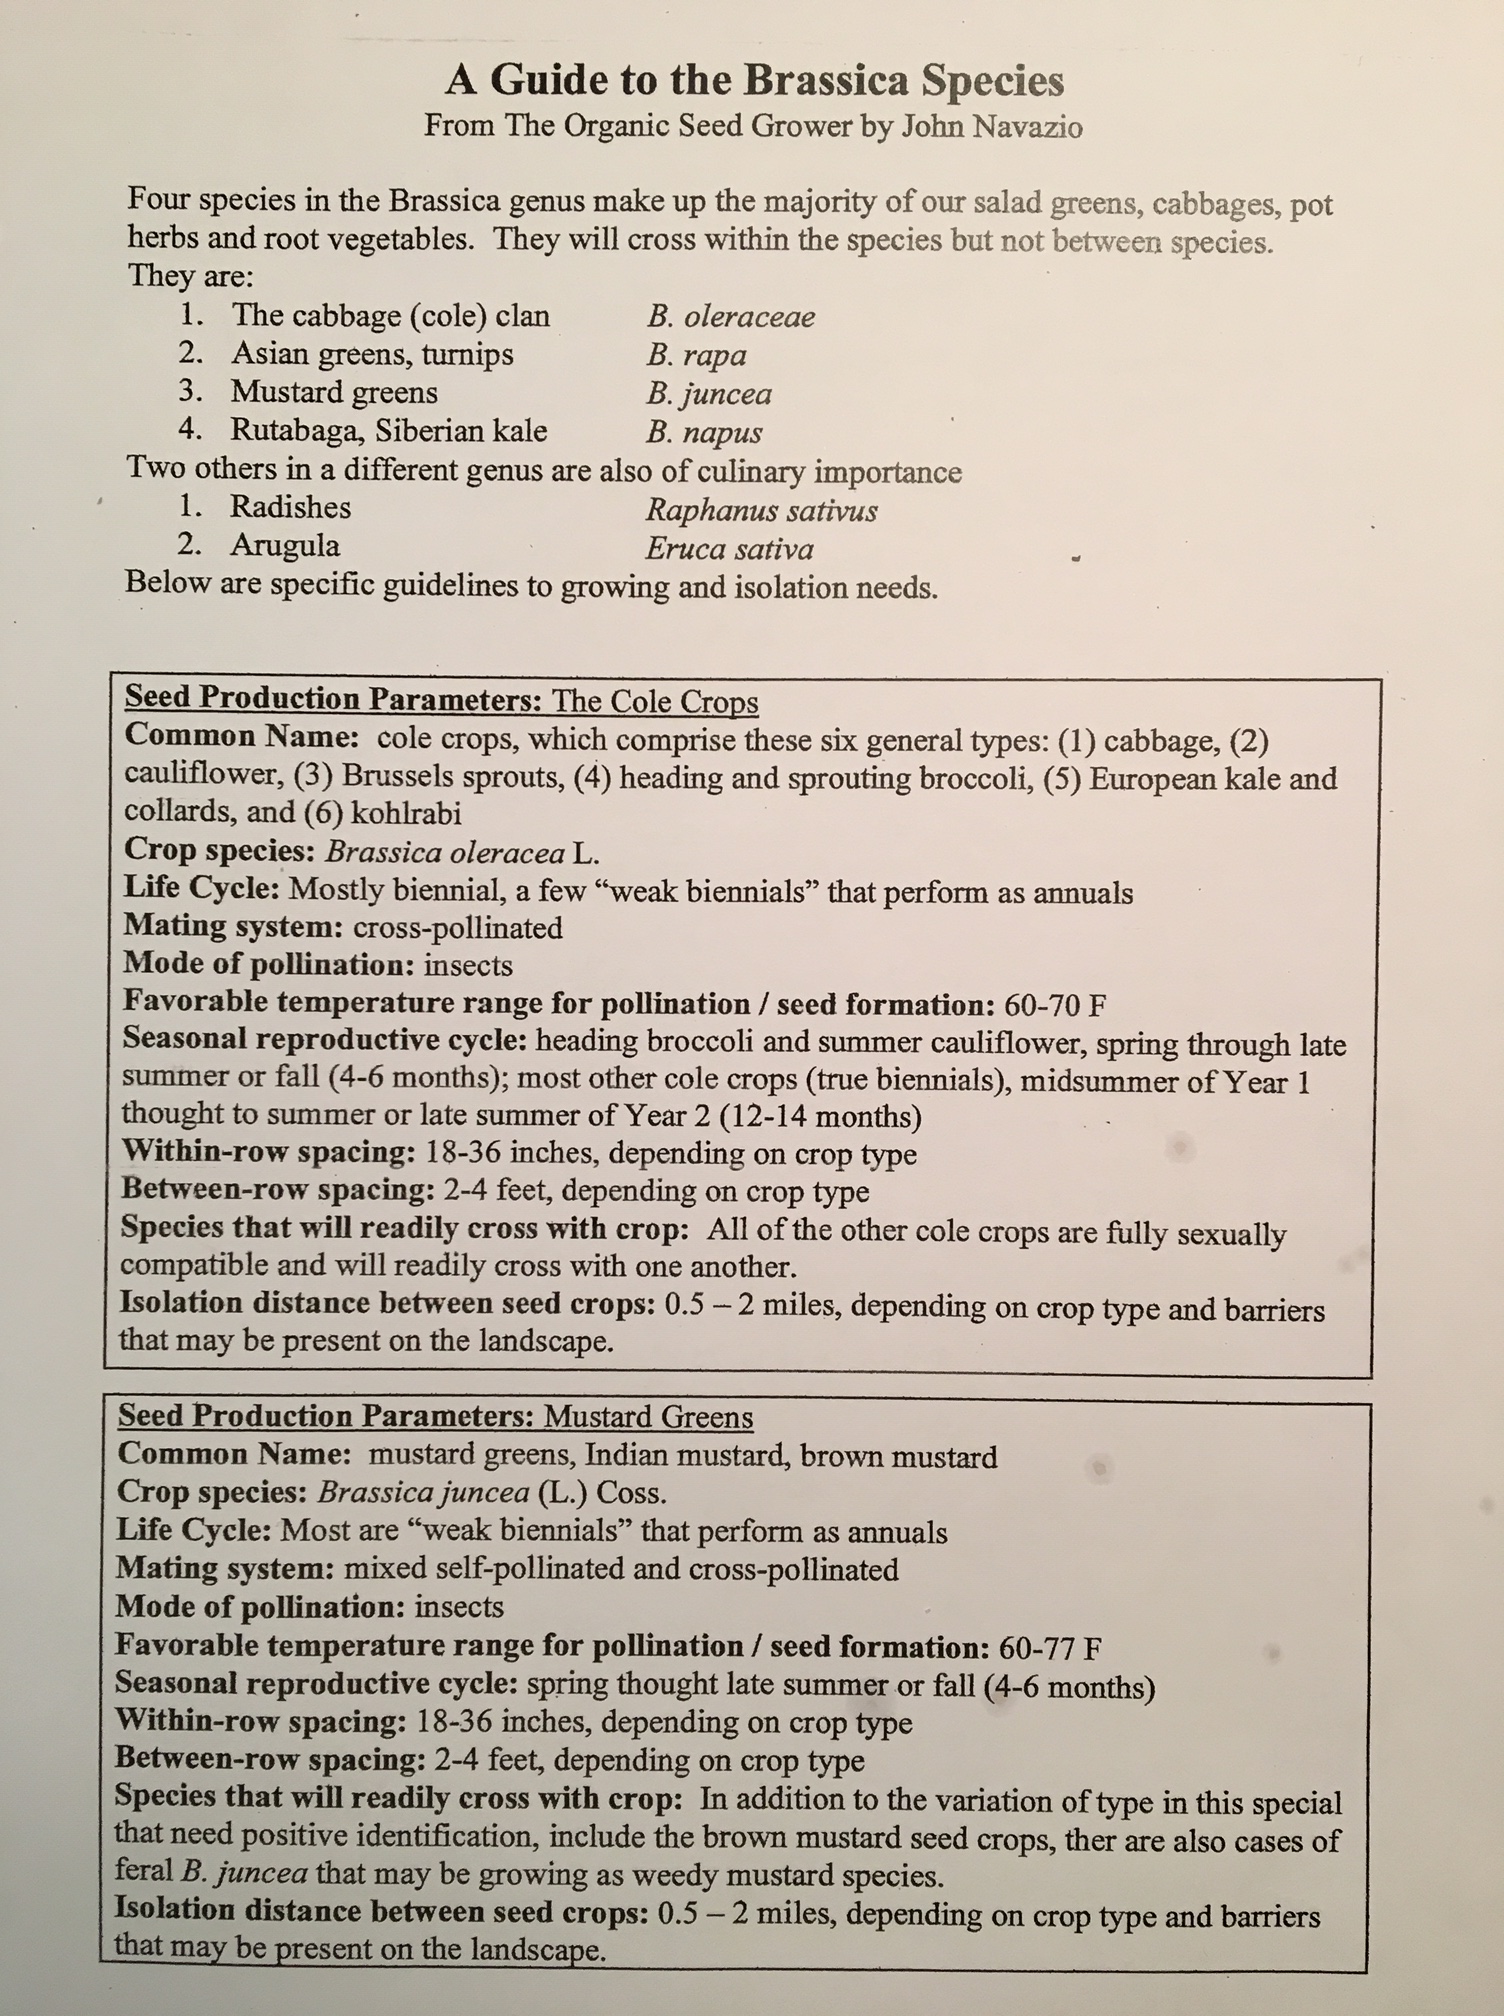 A Guide to the Brassica Species
From The Organic Seed Grower by John Navazio
Four species in the Brassica genus make up the majority of our salad greens, cabbages, pot
herbs and root vegetables. They will cross within the species but not between species.
They are:
1. The cabbage (cole) clan B. oleraceae
2. Asian greens, turnips B. rapa
3. Mustard greens B. juncea
4. Rutabaga, Siberian kale B. napus
Two others in a different genus are also of culinary importance
1. Radishes Raphanus sativus
2. Arugula Eruca sativa
Below are specific guidelines to growing and isolation needs.
Seed Production Parameters: The Cole Crops
Common Name: cole crops, which comprise these six general types: (1) cabbage, (2)
cauliflower, (3) Brussels sprouts, (4) heading and sprouting broccoli, (5) European kale and
collards, and (6) kohlrabi
Crop species: Brassica oleracea L.
Life Cycle: Mostly biennial, a few “weak biennials” that perform as annuals
Mating system: cross-pollinated
Mode of pollination: insects
Favorable temperature range for pollination / seed formation: 60-70 F
Seasonal reproductive cycle: heading broccoli and summer cauliflower, spring through late
summer or fall (4-6 months); most other cole crops (true biennials), midsummer of Year 1
thought to summer or late summer of Year 2 (12-14 months)
Within-row spacing: 18-36 inches, depending on crop type
Between-row spacing: 2-4 feet, depending on crop type
Species that will readily cross with crop: All of the other cole crops are fully sexually
compatible and will readily cross with one another.
Isolation distance between seed crops: 0.5 – 2 miles, depending on crop type and barriers
that may be present on the landscape.
Seed Production Parameters: Mustard Greens
Common Name: mustard greens, Indian mustard, brown mustard
Crop species: Brassica juncea (L.) Coss.
Life Cycle: Most are “weak biennials” that perform as annuals
Mating system: mixed self-pollinated and cross-pollinated
Mode of pollination: insects
Favorable temperature range for pollination / seed formation: 60-77 F
Seasonal reproductive cycle: spring thought late summer or fall (4-6 months)
Within-row spacing: 18-36 inches, depending on crop type
Between-row spacing: 2-4 feet, depending on crop type
Species that will readily cross with crop: In addition to the variation of type in this special
that need positive identification, include the brown mustard seed crops, ther are also cases of
feral B. juncea that may be growing as weedy mustard species.
Isolation distance between seed crops: 0.5 – 2 miles, depending on crop type and barriers
that may be present on the landscape.